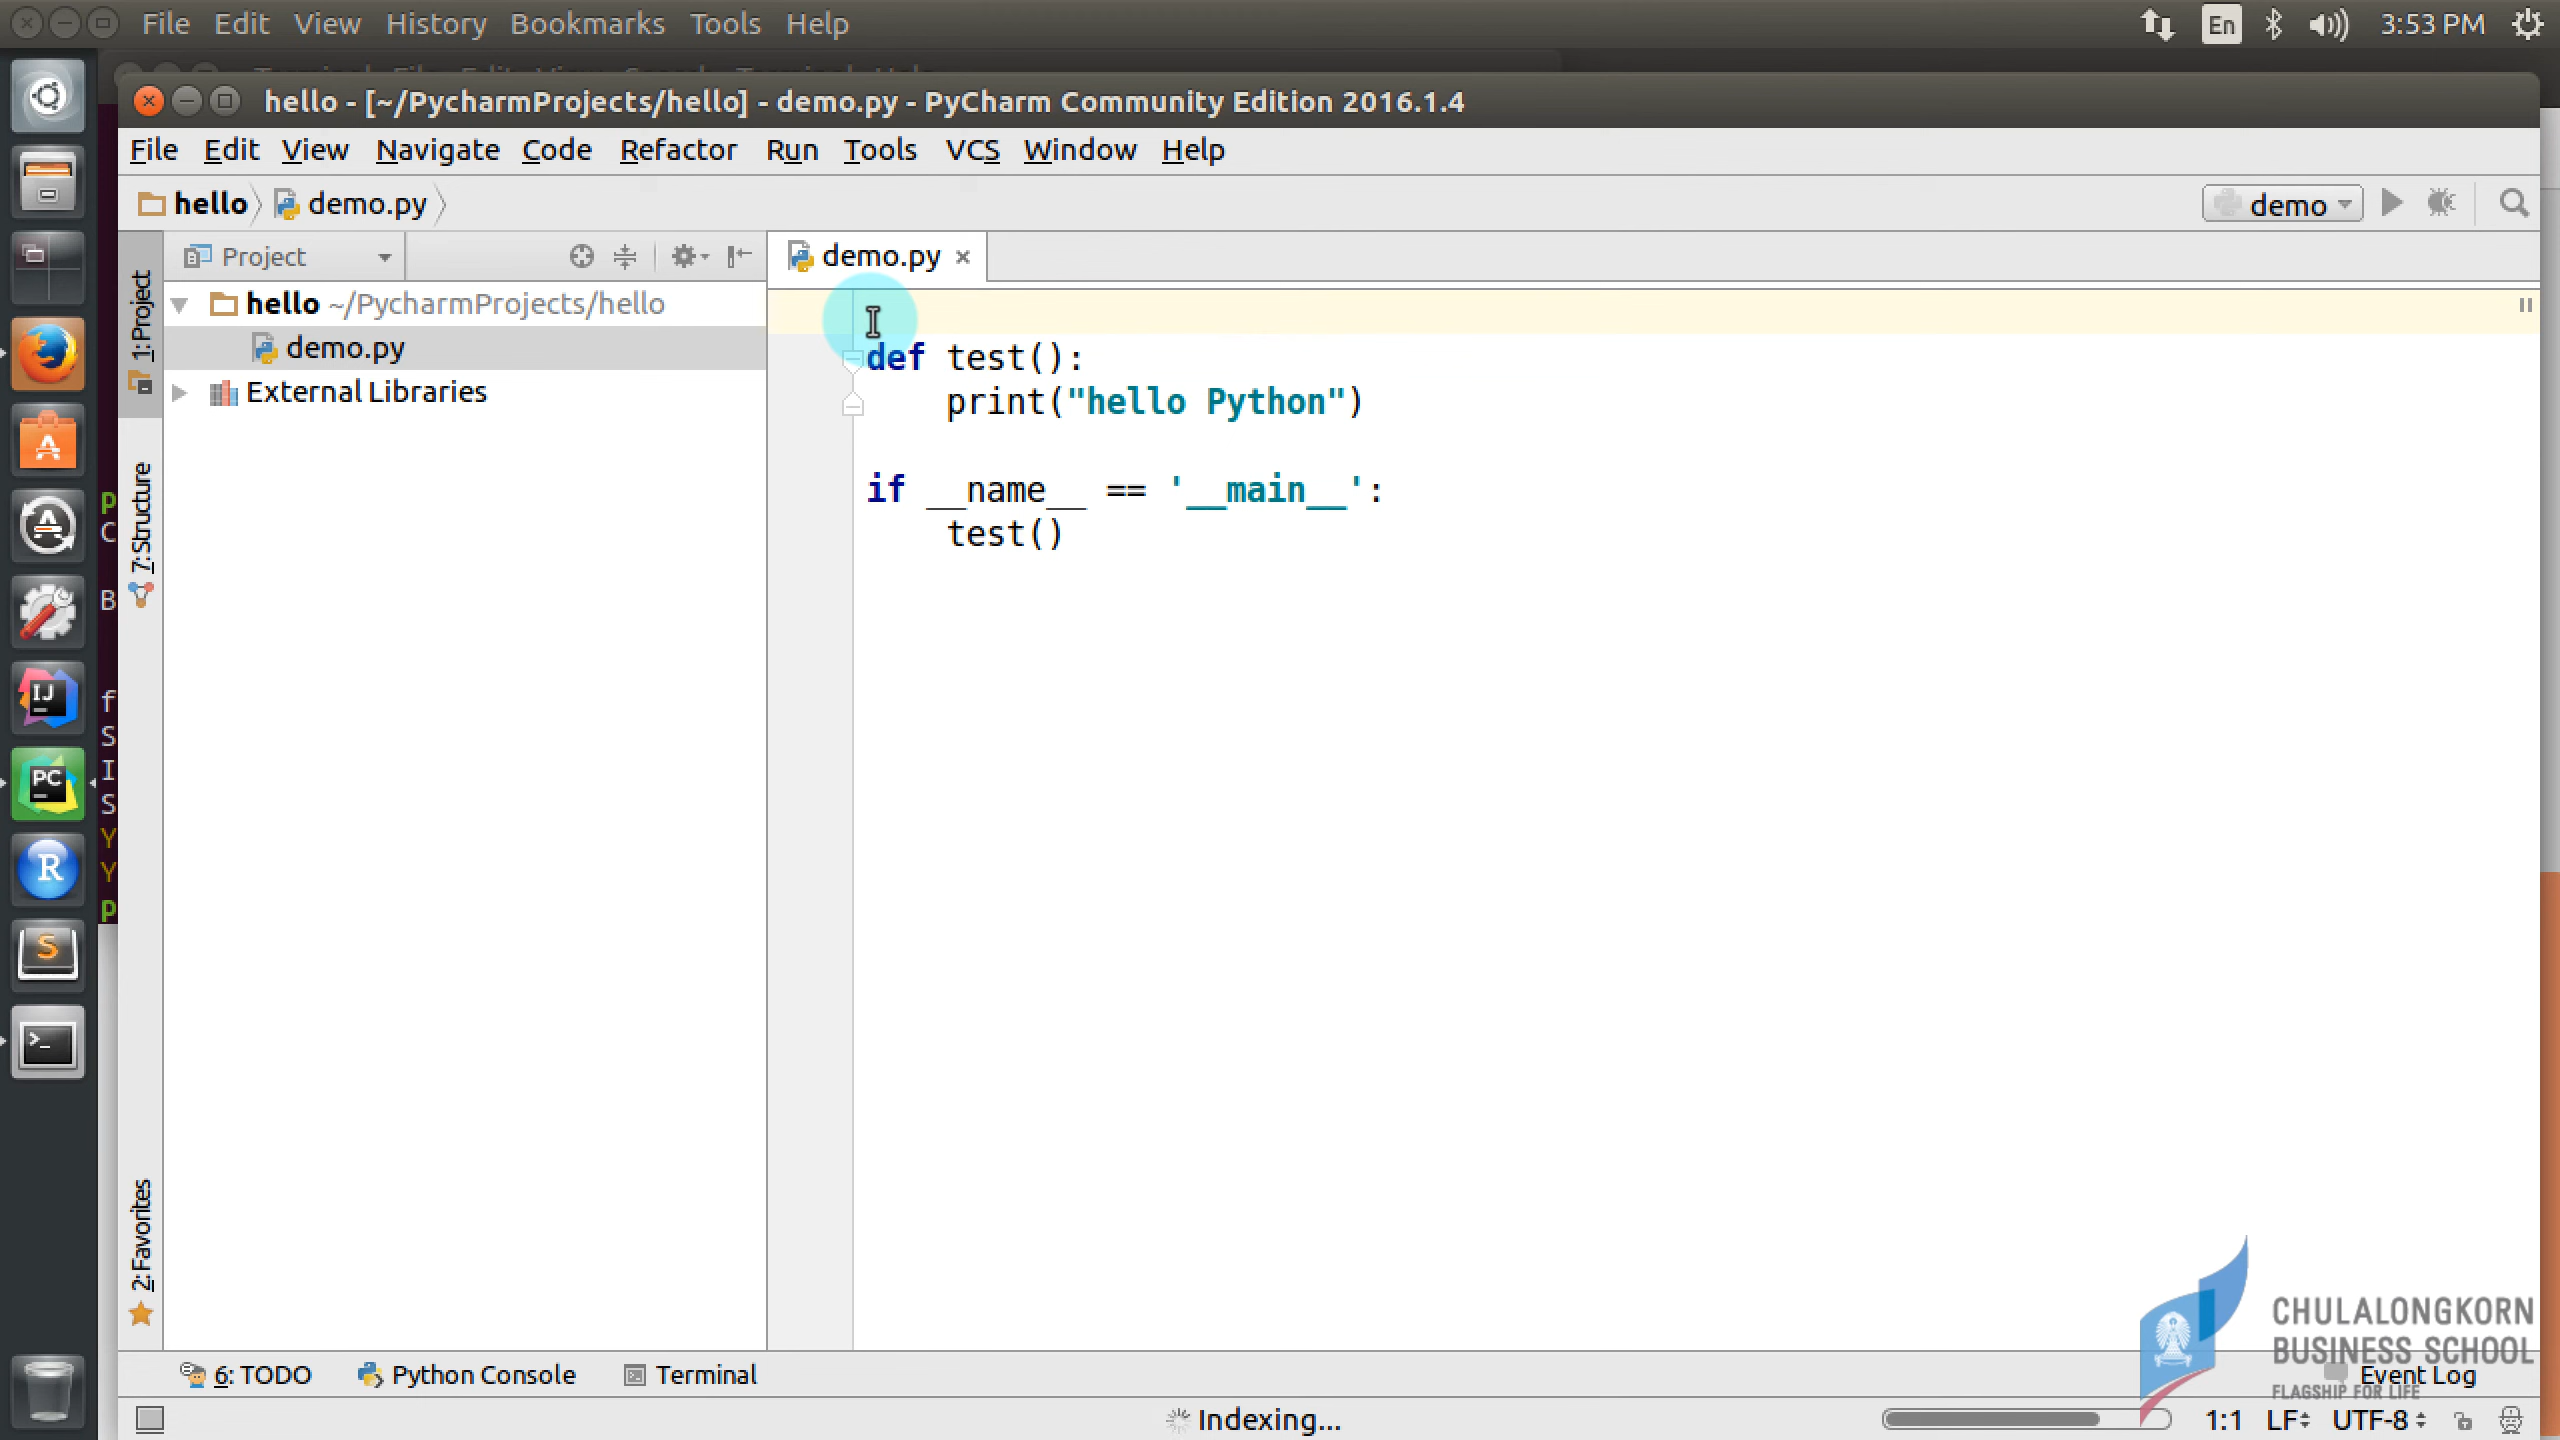 File Edit View History Bookmarks Tools Help
En 3:53 PM
hello - [~/PycharmProjects/hello] - demo.py - PyCharm Community Edition 2016.1.4
File Edit View Navigate Code Refactor Run Tools VCS Window Help
hello demo.py
demo
Project
demo.py
1: Project
hello ~/PycharmProjects/hello
demo.py
External Libraries
def test():
print("hello Python")
if __name__ == '__main__':
test()
7: Structure
2: Favorites
p
C
B
f
S
I
S
Y
Y
p
IJ
PC
R
S
6: TODO Python Console Terminal
Event Log
CHULALONGKORN
BUSINESS SCHOOL
FLAGSHIP FOR LIFE
Indexing...
1:1 LF UTF-8